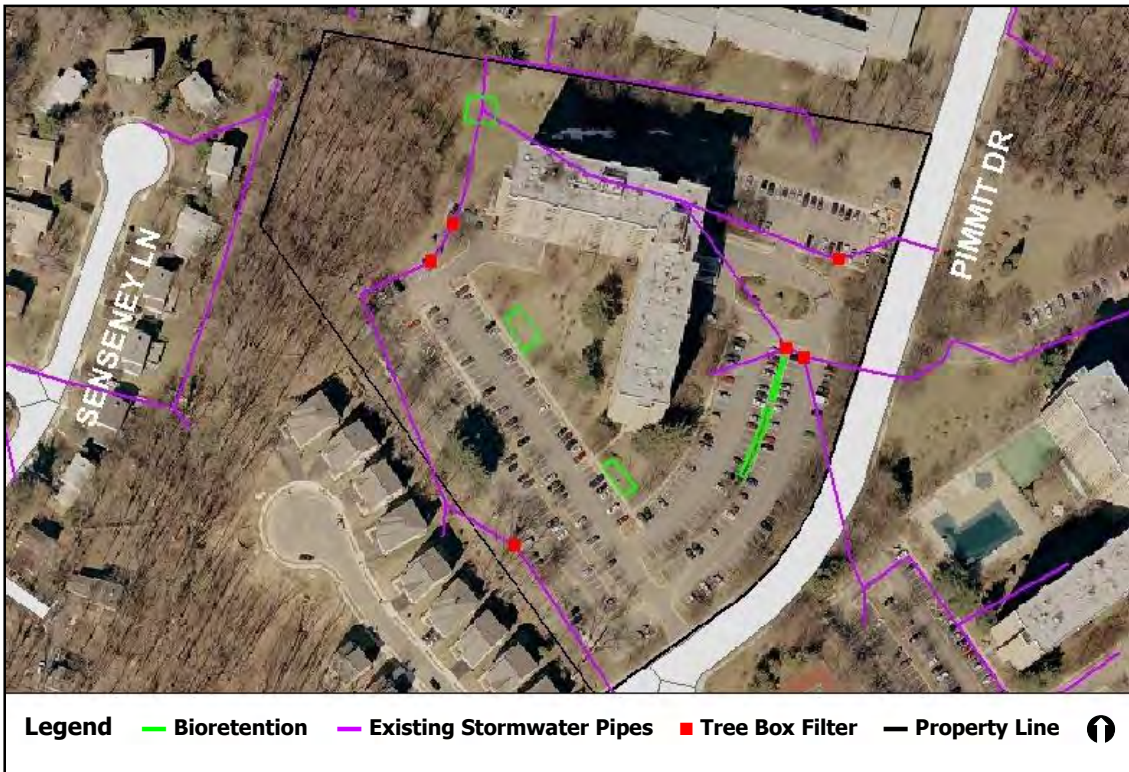 SENSENEY LN
PIMMIT DR
Legend
Bioretention
Existing Stormwater Pipes
Tree Box Filter
Property Line